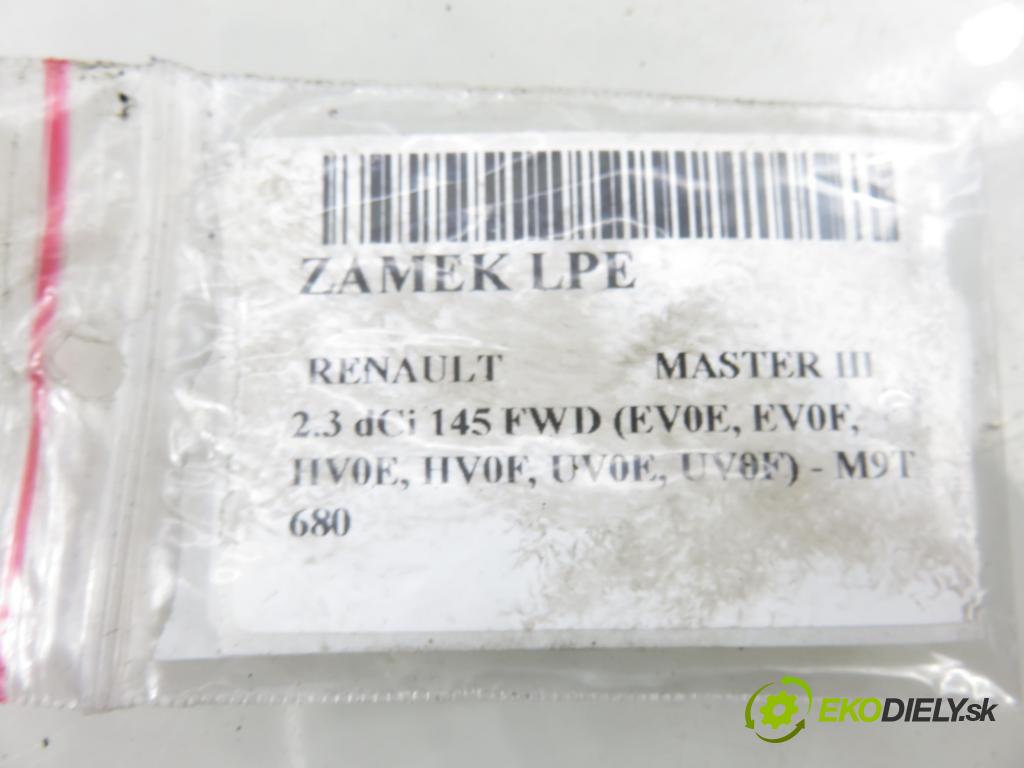 ZAMEK LPE
RENAULT MASTER III
2.3 dCi 145 FWD (EV0E, EV0F,
HV0E, HV0F, UV0E, UV0F) - M9T
680
EKODIELY.sk